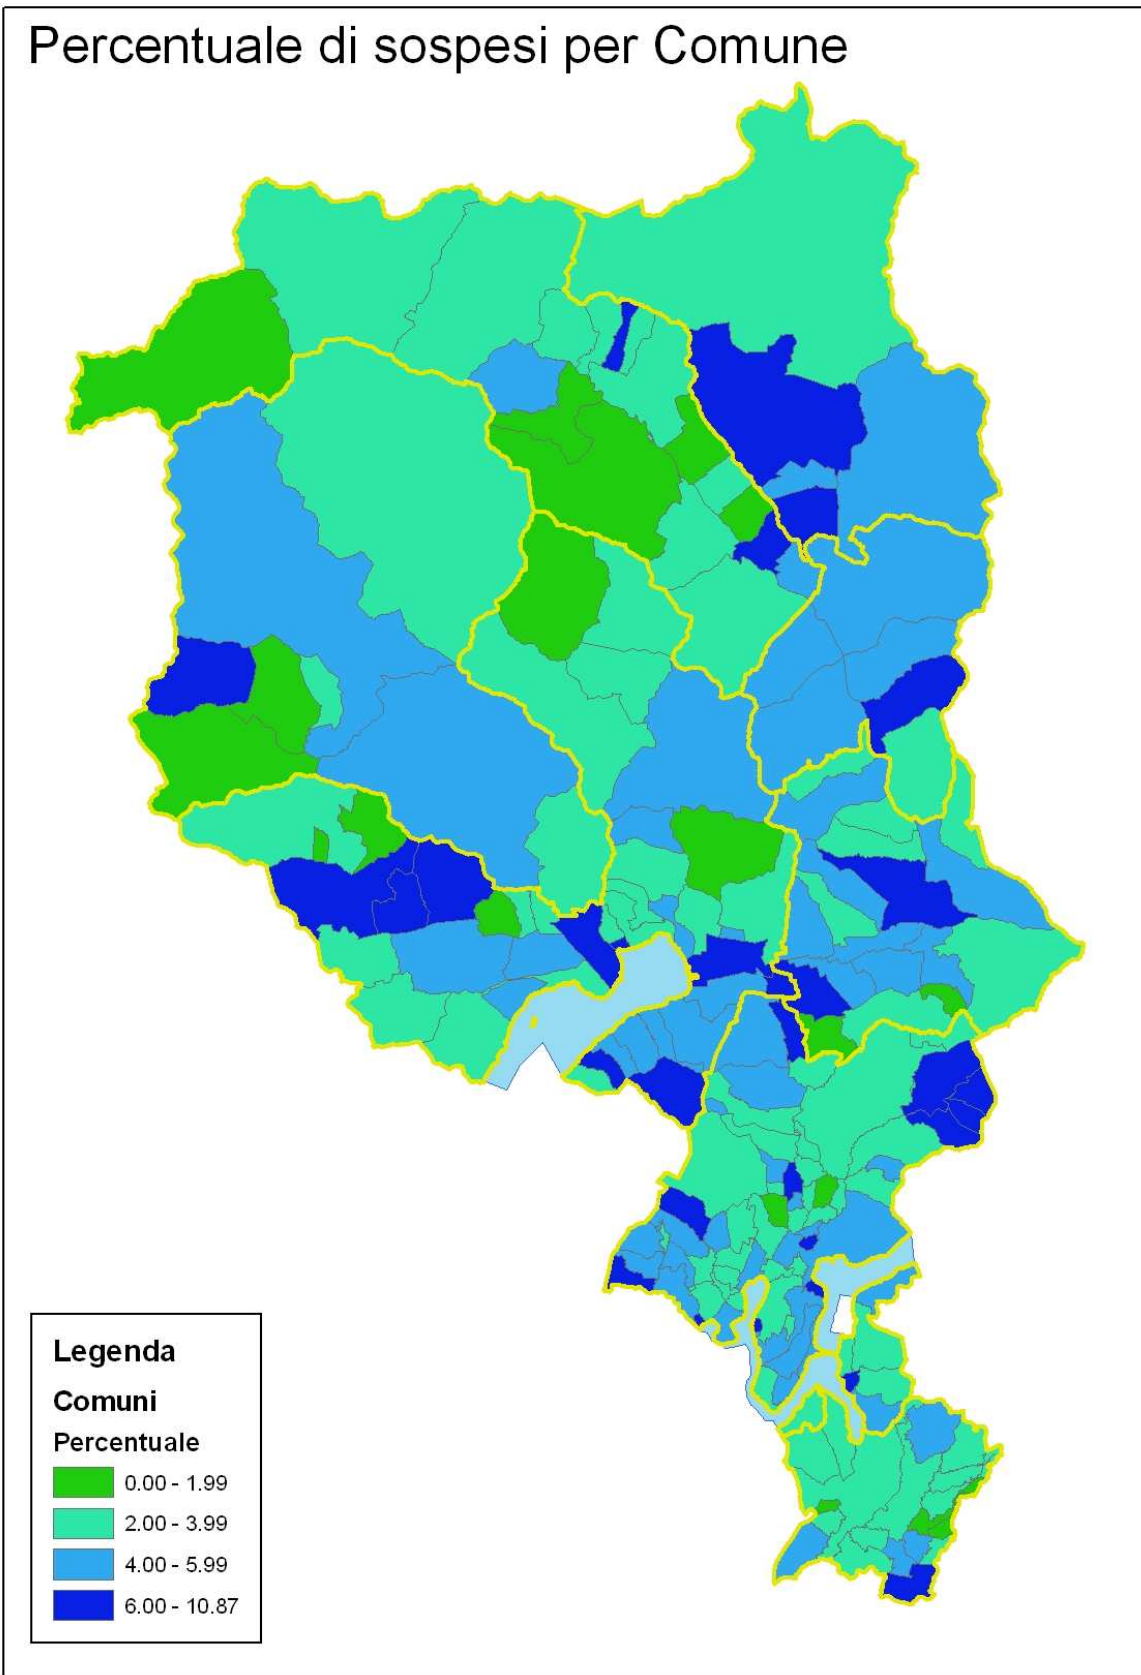 Percentuale di sospesi per Comune
Legenda
Comuni
Percentuale
0.00 - 1.99
2.00 - 3.99
4.00 - 5.99
6.00 - 10.87